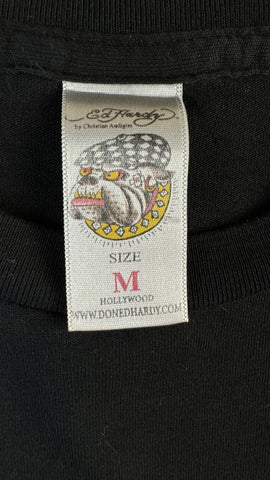 Ed Hardy
by Christian Audigier
SIZE
M
HOLLYWOOD
WWW.DONEDHARDY.COM